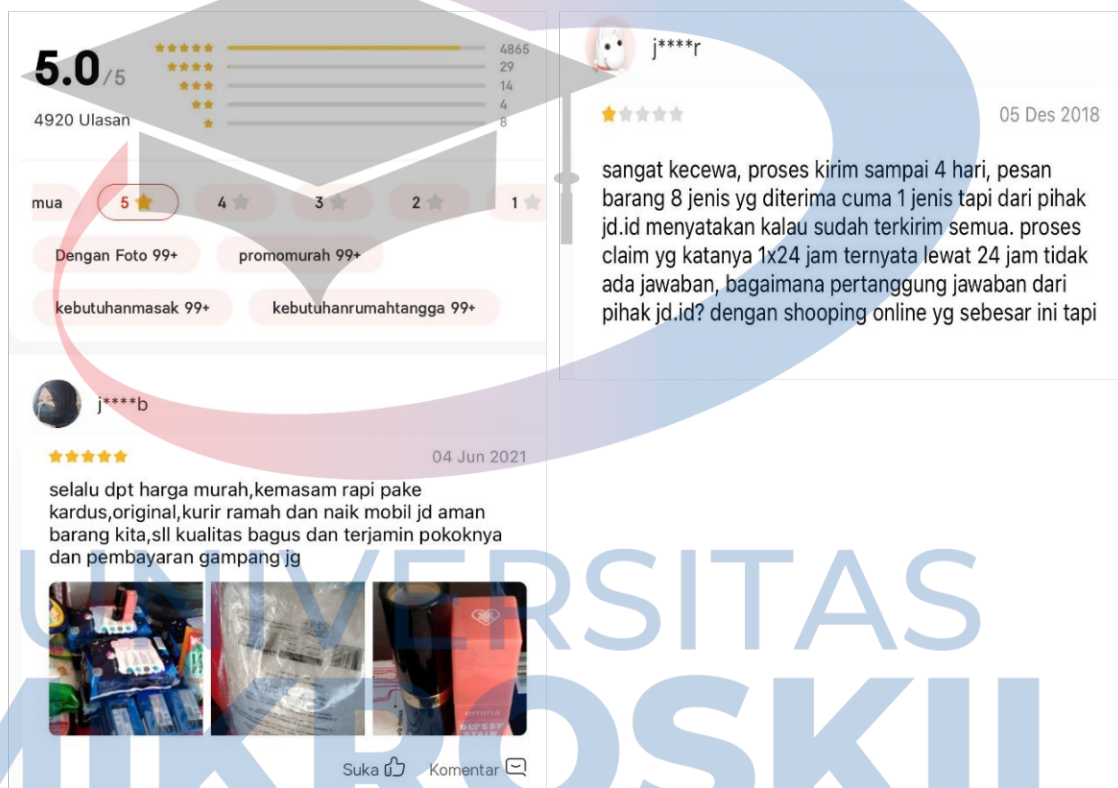 5.0/5
4920 Ulasan
4865
29
14
4
8
mua
5
4
3
2
1
Dengan Foto 99+
promomurah 99+
kebutuhanmasak 99+
kebutuhanrumahtangga 99+
j****b
04 Jun 2021
selalu dpt harga murah,kemasam rapi pake
kardus,original,kurir ramah dan naik mobil jd aman
barang kita,sll kualitas bagus dan terjamin pokoknya
dan pembayaran gampang jg
emina
Suka
Komentar
j****r
05 Des 2018
sangat kecewa, proses kirim sampai 4 hari, pesan
barang 8 jenis yg diterima cuma 1 jenis tapi dari pihak
jd.id menyatakan kalau sudah terkirim semua. proses
claim yg katanya 1x24 jam ternyata lewat 24 jam tidak
ada jawaban, bagaimana pertanggung jawaban dari
pihak jd.id? dengan shooping online yg sebesar ini tapi
UNIVERSITAS
MIKROSKIL